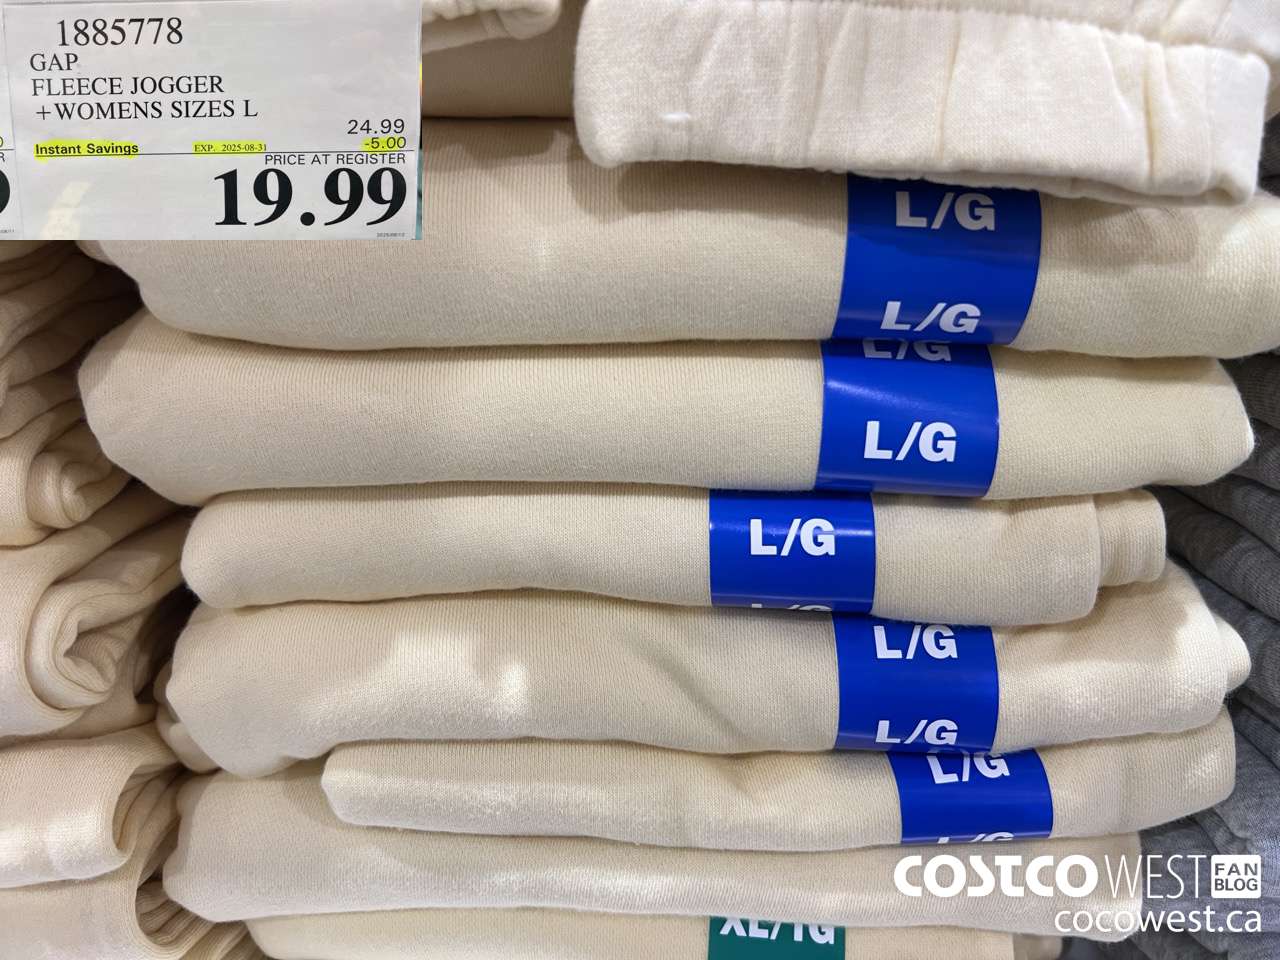 1885778
GAP
FLEECE JOGGER
+WOMENS SIZES L
24.99
Instant Savings EXP. 2025-08-31 -5.00
PRICE AT REGISTER
19.99
L/G
L/G
L/G
L/G
L/G
L/G
L/G
L/G
L/G
XL/TG
COSTCO WEST FAN BLOG
cocowest.ca